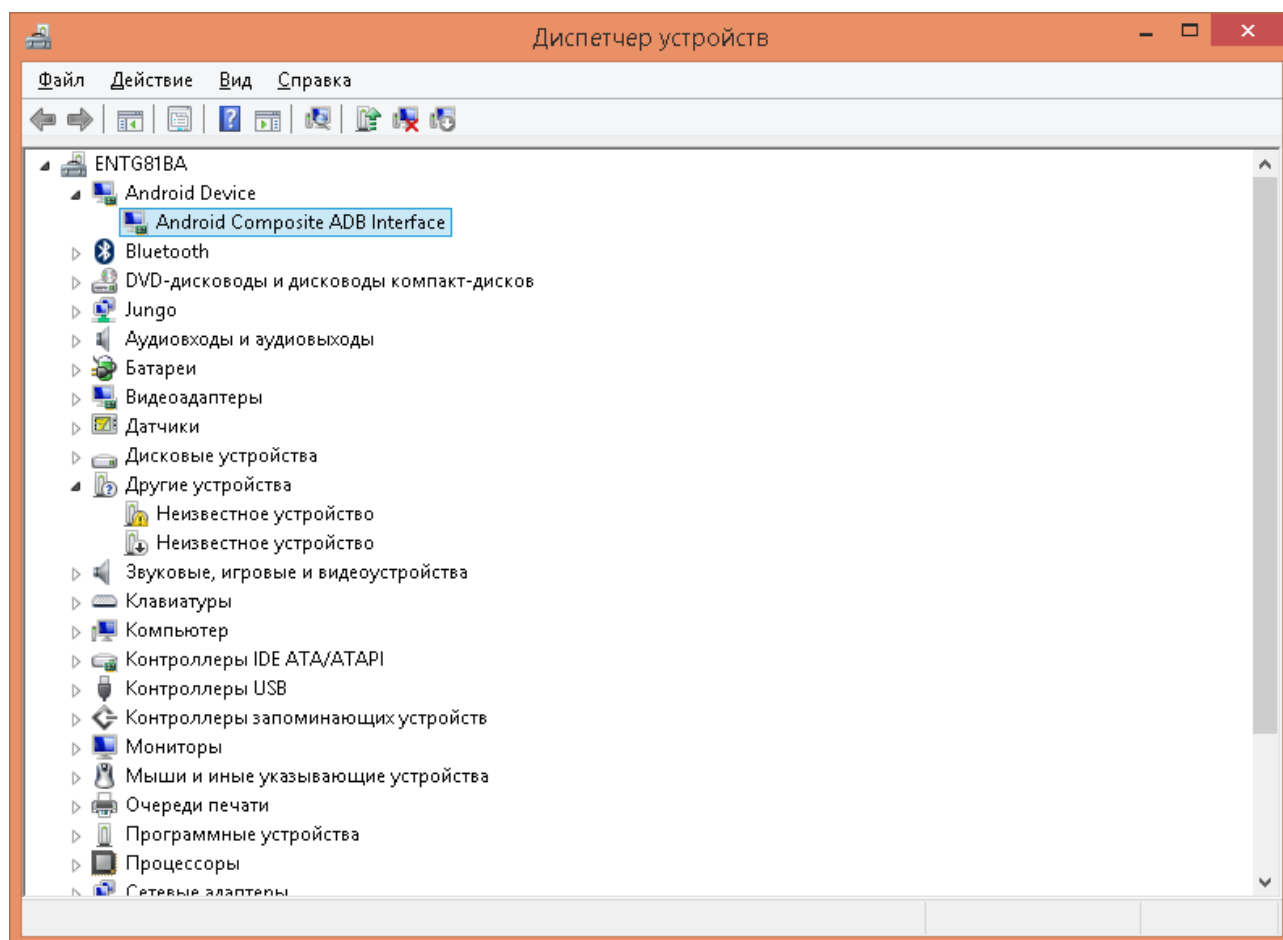 Диспетчер устройств
Файл Действие Вид Справка
ENTG81BA
Android Device
Android Composite ADB Interface
Bluetooth
DVD-дисководы и дисководы компакт-дисков
Jungo
Аудиовходы и аудиовыходы
Батареи
Видеоадаптеры
Датчики
Дисковые устройства
Другие устройства
Неизвестное устройство
Неизвестное устройство
Звуковые, игровые и видеоустройства
Клавиатуры
Компьютер
Контроллеры IDE ATA/ATAPI
Контроллеры USB
Контроллеры запоминающих устройств
Мониторы
Мыши и иные указывающие устройства
Очереди печати
Программные устройства
Процессоры
Сетевые адаптеры